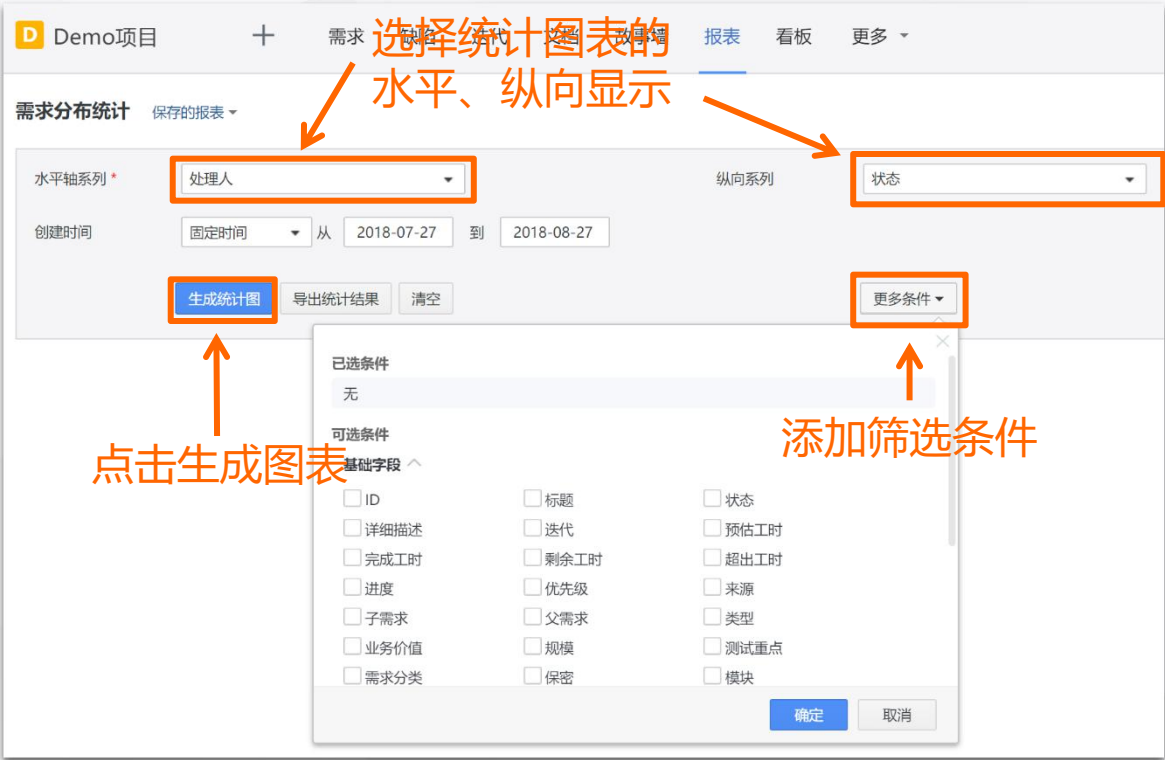 D Demo项目 + 需求 缺陷 迭代 文档 故事墙 报表 看板 更多
选择统计图表的
水平、纵向显示
需求分布统计 保存的报表
水平轴系列 * 处理人 纵向系列 状态
创建时间 固定时间 从 2018-07-27 到 2018-08-27
生成统计图 导出统计结果 清空 更多条件
已选条件
无
添加筛选条件
可选条件
点击生成图表
基础字段
ID 标题 状态
详细描述 迭代 预估工时
完成工时 剩余工时 超出工时
进度 优先级 来源
子需求 父需求 类型
业务价值 规模 测试重点
需求分类 保密 模块
确定 取消